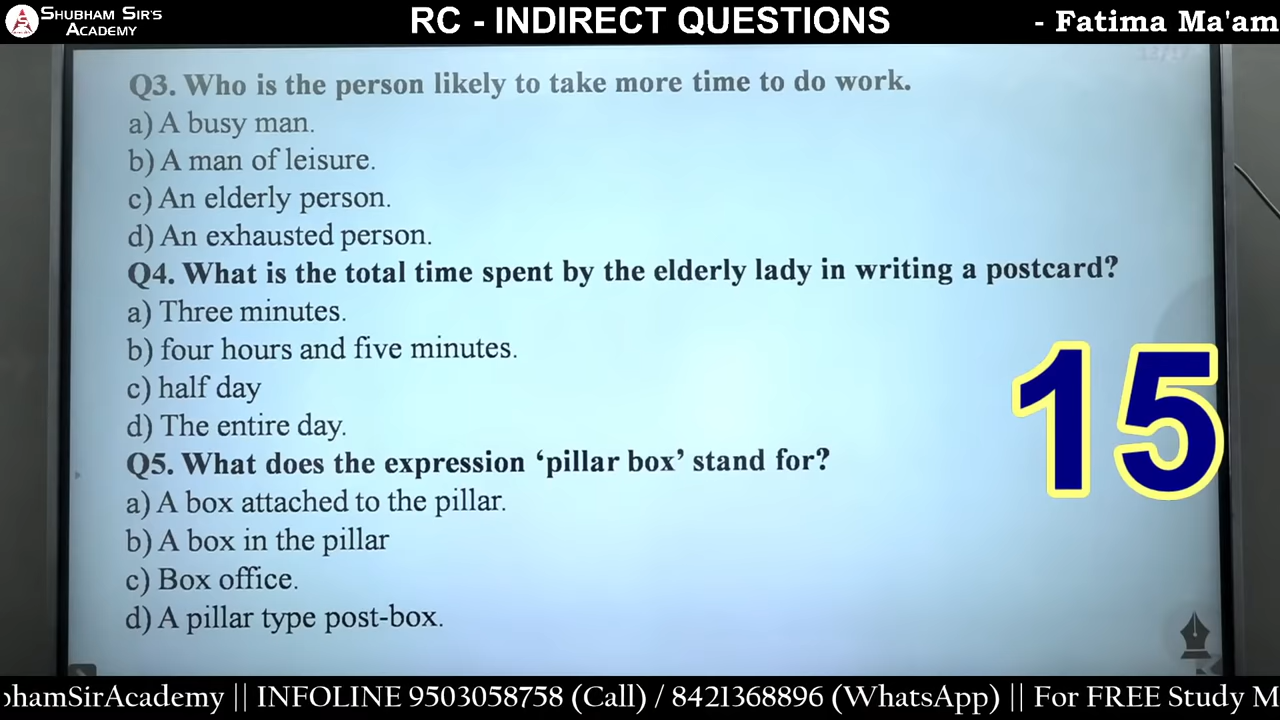 SHUBHAM SIR'S
ACADEMY
RC - INDIRECT QUESTIONS
- Fatima Ma'am
Q3. Who is the person likely to take more time to do work.
a) A busy man.
b) A man of leisure.
c) An elderly person.
d) An exhausted person.
Q4. What is the total time spent by the elderly lady in writing a postcard?
a) Three minutes.
b) four hours and five minutes.
c) half day
d) The entire day.
15
Q5. What does the expression ‘pillar box’ stand for?
a) A box attached to the pillar.
b) A box in the pillar
c) Box office.
d) A pillar type post-box.
ohamSirAcademy || INFOLINE 9503058758 (Call) / 8421368896 (WhatsApp) || For FREE Study M